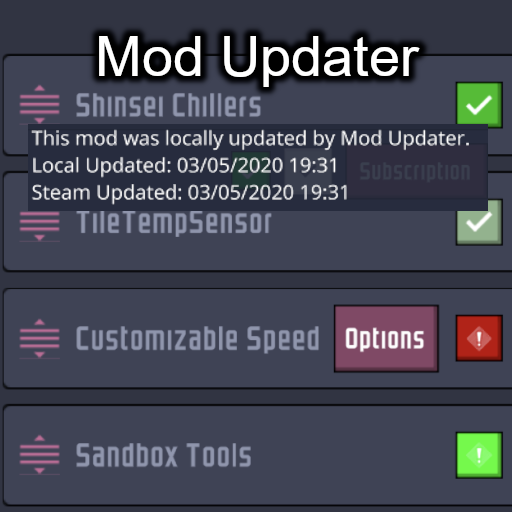 Mod Updater
Shinsei Chillers
This mod was locally updated by Mod Updater.
Local Updated: 03/05/2020 19:31
Subscription
Steam Updated: 03/05/2020 19:31
TileTempSensor
Customizable Speed
Options
Sandbox Tools